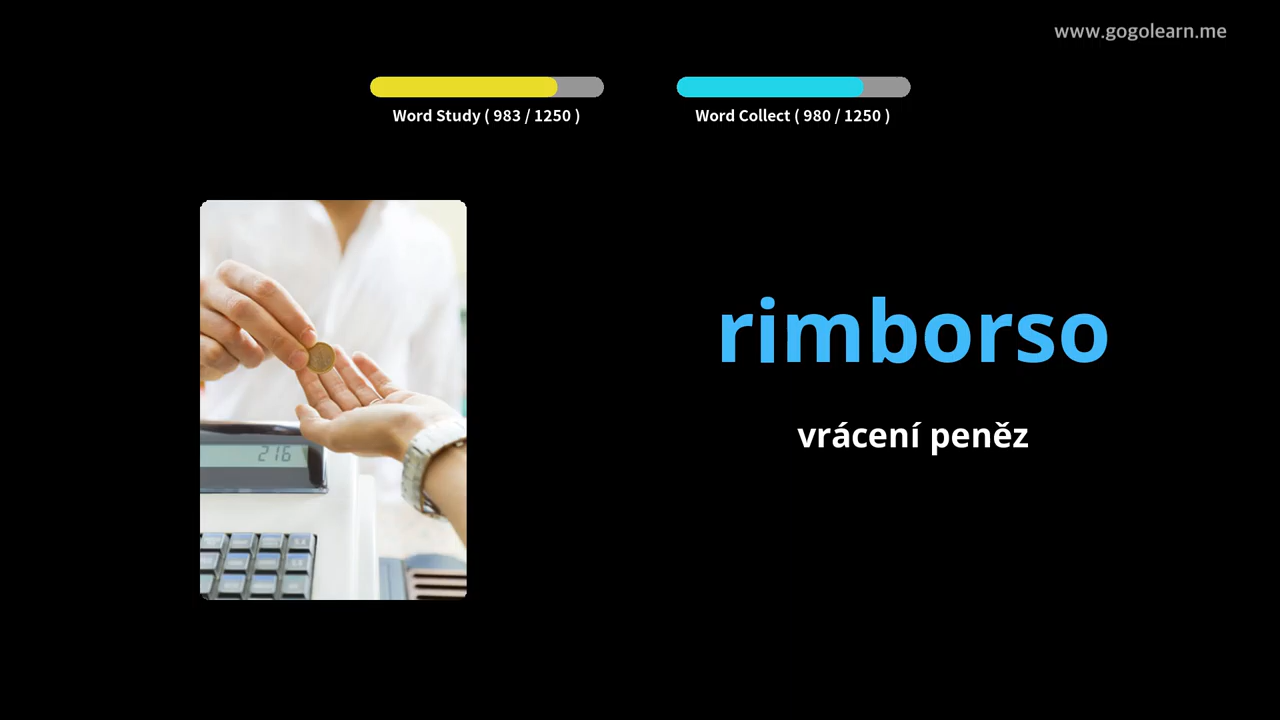 www.gogolearn.me
Word Study ( 983 / 1250 )
Word Collect ( 980 / 1250 )
216
rimborso
vrácení peněz